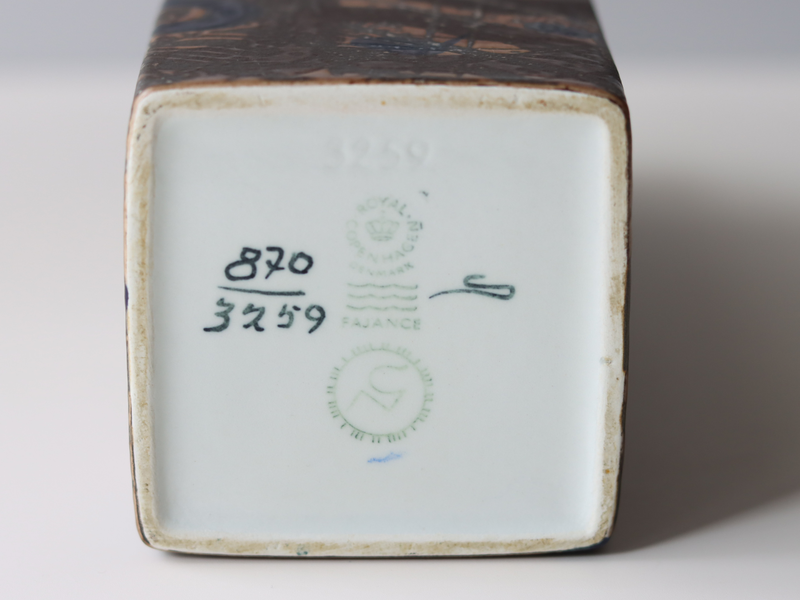 3259
ROYAL COPENHAGEN
DENMARK
870
3259
FAJANCE